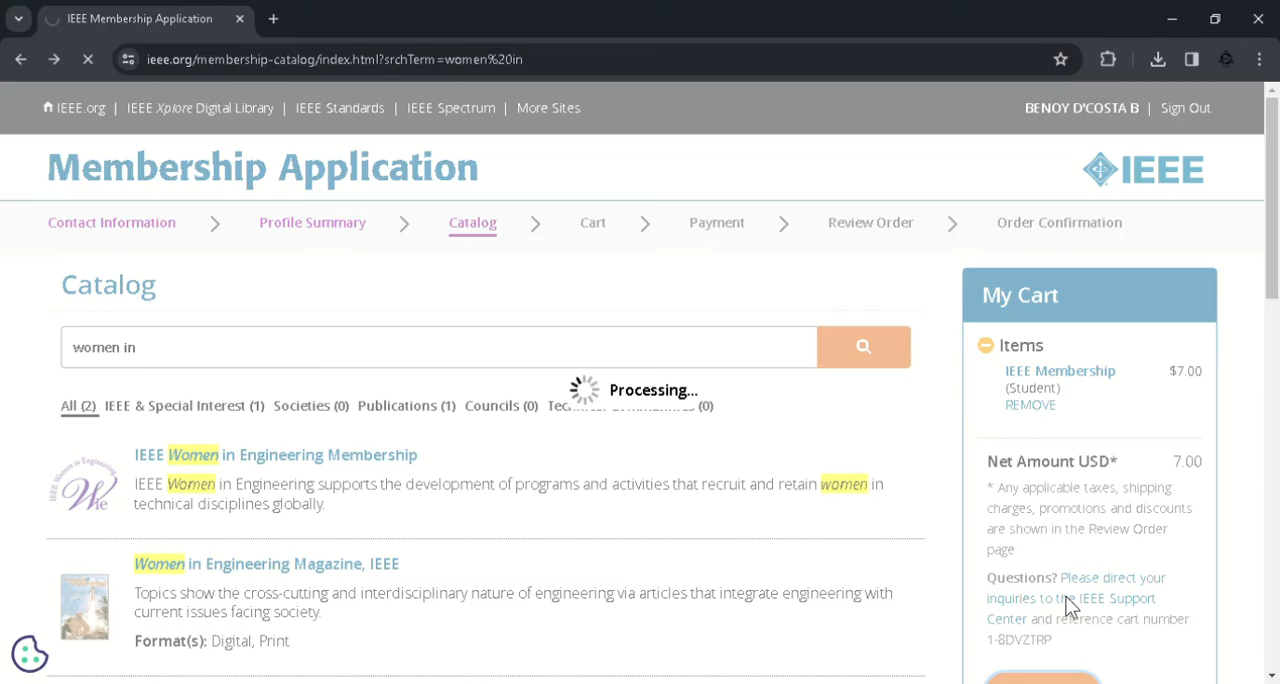 IEEE Membership Application
ieee.org/membership-catalog/index.html?srchTerm=women%20in
IEEE.org | IEEE Xplore Digital Library | IEEE Standards | IEEE Spectrum | More Sites
BENOY D'COSTA B | Sign Out
Membership Application
IEEE
Contact Information
Profile Summary
Catalog
Cart
Payment
Review Order
Order Confirmation
Catalog
women in
Processing...
All (2) IEEE & Special Interest (1) Societies (0) Publications (1) Councils (0) (0)
IEEE Women in Engineering Membership
IEEE Women in Engineering supports the development of programs and activities that recruit and retain women in
technical disciplines globally.
Women in Engineering Magazine, IEEE
Topics show the cross-cutting and interdisciplinary nature of engineering via articles that integrate engineering with
current issues facing society.
Format(s): Digital, Print
My Cart
Items
IEEE Membership $7.00
(Student)
REMOVE
Net Amount USD* 7.00
* Any applicable taxes, shipping
charges, promotions and discounts
are shown in the Review Order
page
Questions? Please direct your
inquiries to the IEEE Support
Center and reference cart number
1-8DVZTRP